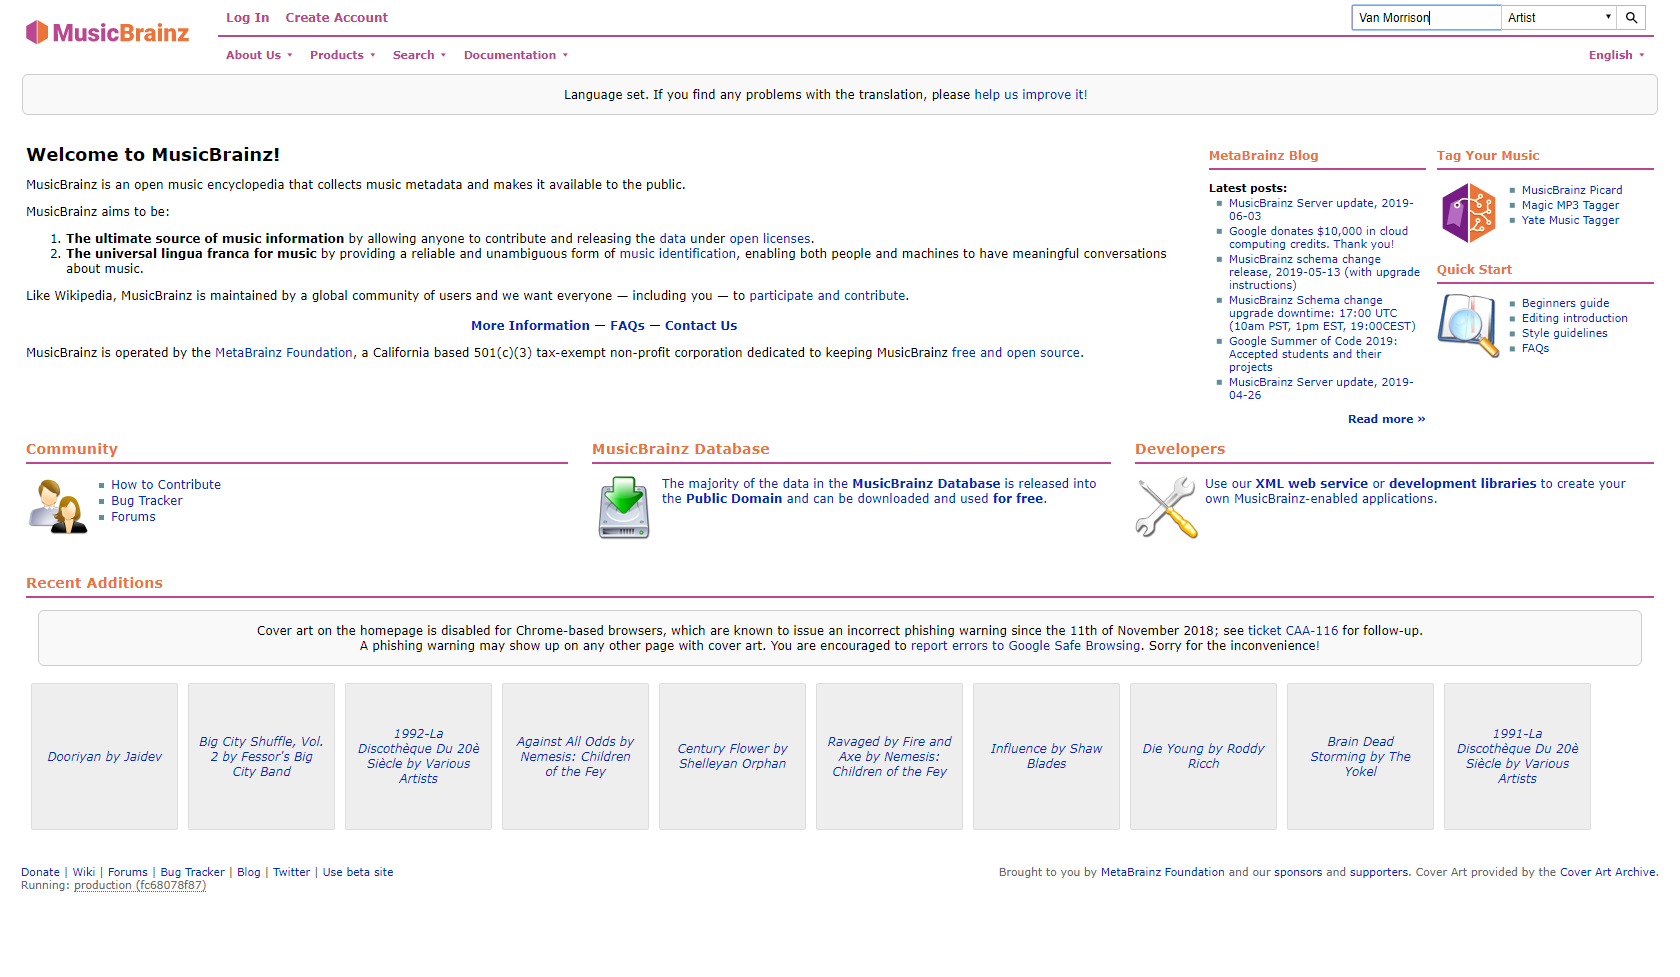 MusicBrainz
Log In Create Account
Van Morrison Artist
About Us Products Search Documentation English
Language set. If you find any problems with the translation, please help us improve it!
Welcome to MusicBrainz!
MusicBrainz is an open music encyclopedia that collects music metadata and makes it available to the public.
MusicBrainz aims to be:
1. The ultimate source of music information by allowing anyone to contribute and releasing the data under open licenses.
2. The universal lingua franca for music by providing a reliable and unambiguous form of music identification, enabling both people and machines to have meaningful conversations
about music.
Like Wikipedia, MusicBrainz is maintained by a global community of users and we want everyone — including you — to participate and contribute.
More Information — FAQs — Contact Us
MusicBrainz is operated by the MetaBrainz Foundation, a California based 501(c)(3) tax-exempt non-profit corporation dedicated to keeping MusicBrainz free and open source.
MetaBrainz Blog
Latest posts:
MusicBrainz Server update, 2019-
06-03
Google donates $10,000 in cloud
computing credits. Thank you!
MusicBrainz schema change
release, 2019-05-13 (with upgrade
instructions)
MusicBrainz Schema change
upgrade downtime: 17:00 UTC
(10am PST, 1pm EST, 19:00CEST)
Google Summer of Code 2019:
Accepted students and their
projects
MusicBrainz Server update, 2019-
04-26
Read more »
Tag Your Music
MusicBrainz Picard
Magic MP3 Tagger
Yate Music Tagger
Quick Start
Beginners guide
Editing introduction
Style guidelines
FAQs
Community
How to Contribute
Bug Tracker
Forums
MusicBrainz Database
The majority of the data in the MusicBrainz Database is released into
the Public Domain and can be downloaded and used for free.
Developers
Use our XML web service or development libraries to create your
own MusicBrainz-enabled applications.
Recent Additions
Cover art on the homepage is disabled for Chrome-based browsers, which are known to issue an incorrect phishing warning since the 11th of November 2018; see ticket CAA-116 for follow-up.
A phishing warning may show up on any other page with cover art. You are encouraged to report errors to Google Safe Browsing. Sorry for the inconvenience!
Dooriyan by Jaidev
Big City Shuffle, Vol.
2 by Fessor's Big
City Band
1992-La
Discothèque Du 20è
Siècle by Various
Artists
Against All Odds by
Nemesis: Children
of the Fey
Century Flower by
Shelleyan Orphan
Ravaged by Fire and
Axe by Nemesis:
Children of the Fey
Influence by Shaw
Blades
Die Young by Roddy
Ricch
Brain Dead
Storming by The
Yokel
1991-La
Discothèque Du 20è
Siècle by Various
Artists
Donate | Wiki | Forums | Bug Tracker | Blog | Twitter | Use beta site
Running: production (fc68078f87)
Brought to you by MetaBrainz Foundation and our sponsors and supporters. Cover Art provided by the Cover Art Archive.